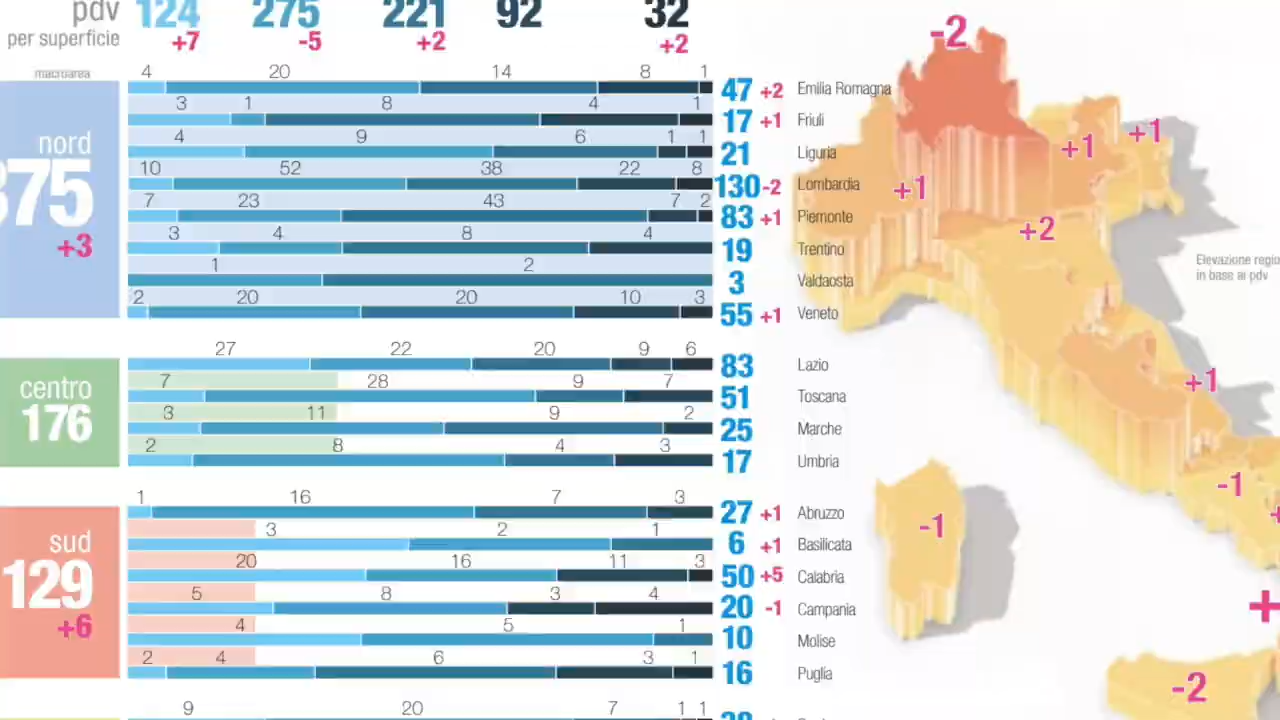 pdv 124 275 221 92 32
per superficie +7 -5 +2 +2
macroarea
4 20 14 8 1
47 +2 Emilia Romagna
3 1 8 4 1
17 +1 Friuli
4 9 6 1 1
21 Liguria
10 52 38 22 8
130 -2 Lombardia
7 23 43 7 2
83 +1 Piemonte
3 4 8 4
19 Trentino
1 2
3 Valdaosta
2 20 20 10 3
55 +1 Veneto
nord
375
+3
27 22 20 9 6
83 Lazio
7 28 9 7
51 Toscana
3 11 9 2
25 Marche
2 8 4 3
17 Umbria
centro
176
1 16 7 3
27 +1 Abruzzo
3 2 1
6 +1 Basilicata
20 16 11 3
50 +5 Calabria
5 8 3 4
20 -1 Campania
4 5 1
10 Molise
2 4 6 3 1
16 Puglia
sud
129
+6
9 20 7 1 1
-2
+1
+1
+1
+2
Elevazione regio
in base ai pdv
+1
-1
-1
+
-2